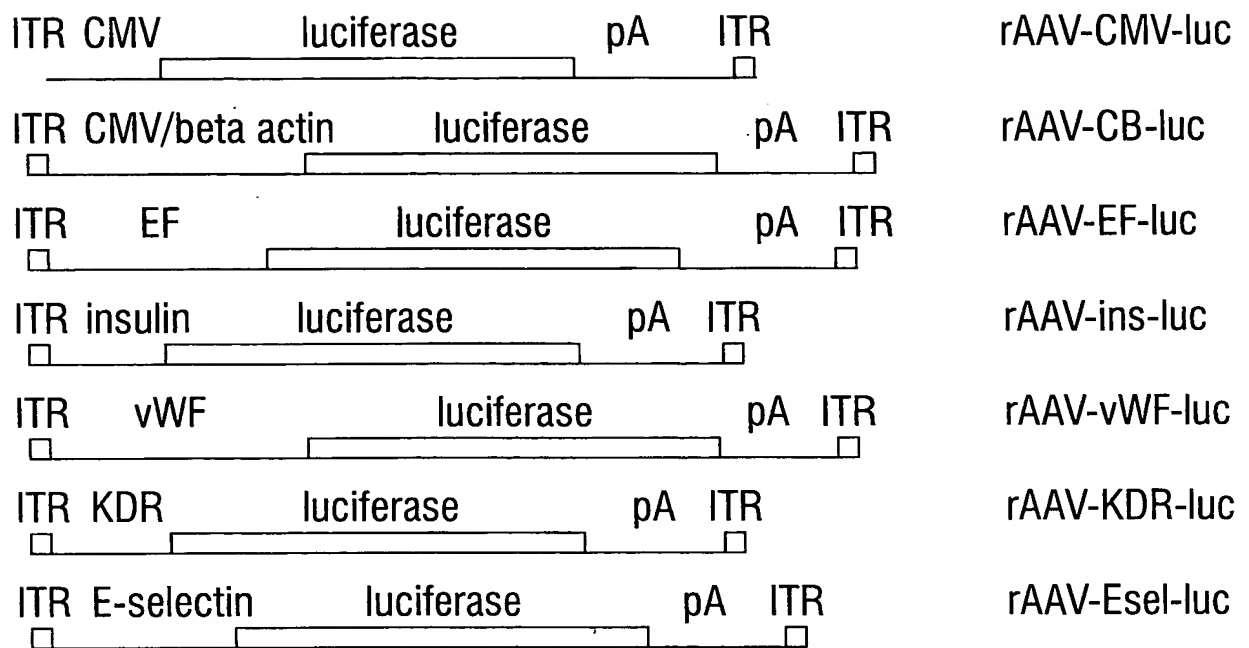 ITR CMV luciferase pA ITR rAAV-CMV-luc
ITR CMV/beta actin luciferase pA ITR rAAV-CB-luc
ITR EF luciferase pA ITR rAAV-EF-luc
ITR insulin luciferase pA ITR rAAV-ins-luc
ITR vWF luciferase pA ITR rAAV-vWF-luc
ITR KDR luciferase pA ITR rAAV-KDR-luc
ITR E-selectin luciferase pA ITR rAAV-Esel-luc